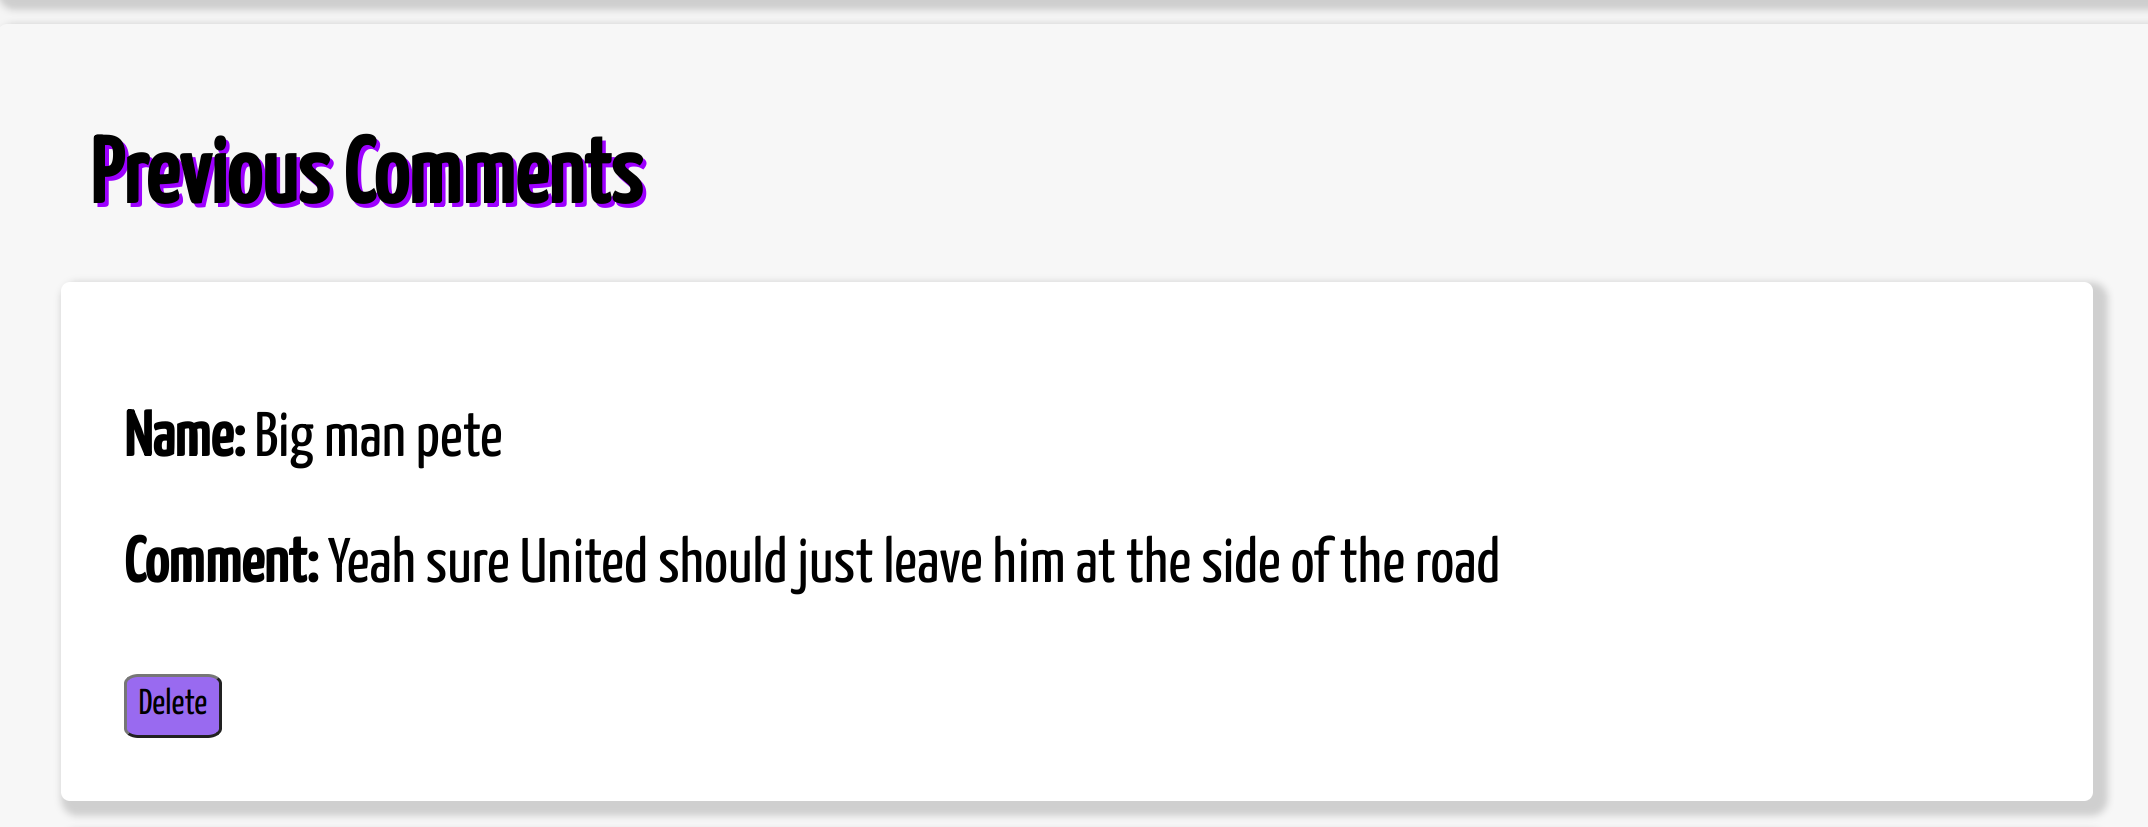 Previous Comments
Name: Big man pete
Comment: Yeah sure United should just leave him at the side of the road
Delete